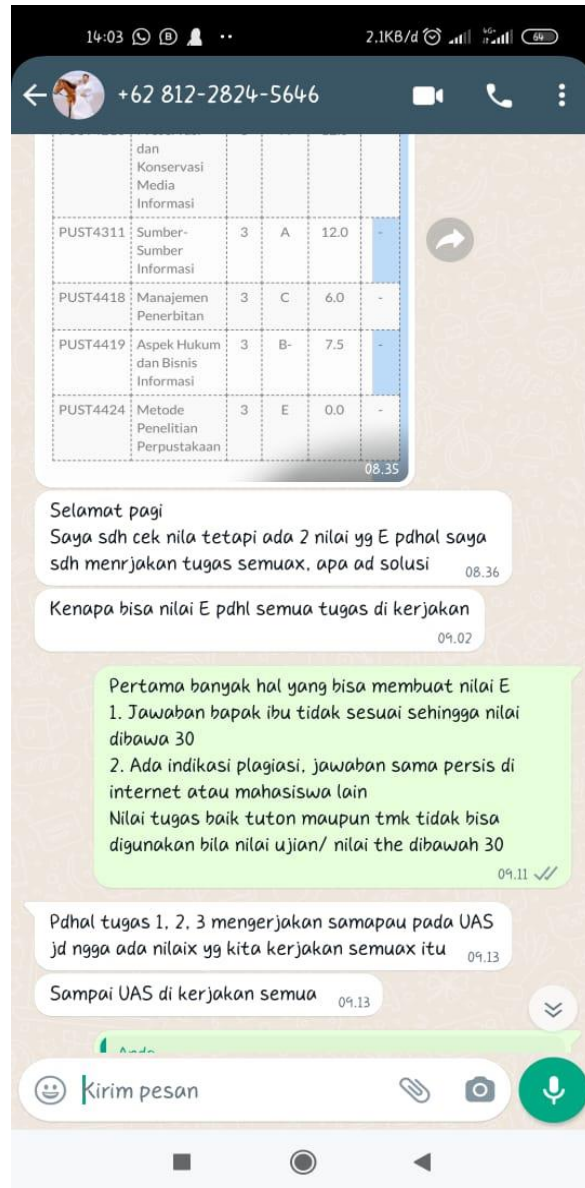 14:03
2.1KB/d
4G+
64
+62 812-2824-5646
dan
Konservasi
Media
Informasi
PUST4311 Sumber- 3 A 12.0 -
Sumber
Informasi
PUST4418 Manajemen 3 C 6.0 -
Penerbitan
PUST4419 Aspek Hukum 3 B- 7.5 -
dan Bisnis
Informasi
PUST4424 Metode 3 E 0.0 -
Penelitian
Perpustakaan
08.35
Selamat pagi
Saya sdh cek nila tetapi ada 2 nilai yg E pdhal saya
sdh menrjakan tugas semuax, apa ad solusi
08.36
Kenapa bisa nilai E pdhl semua tugas di kerjakan
09.02
Pertama banyak hal yang bisa membuat nilai E
1. Jawaban bapak ibu tidak sesuai sehingga nilai
dibawa 30
2. Ada indikasi plagiasi, jawaban sama persis di
internet atau mahasiswa lain
Nilai tugas baik tuton maupun tmk tidak bisa
digunakan bila nilai ujian/ nilai the dibawah 30
09.11
Pdhal tugas 1, 2, 3 mengerjakan samapau pada UAS
jd ngga ada nilaix yg kita kerjakan semuax itu
09.13
Sampai UAS di kerjakan semua
09.13
Kirim pesan